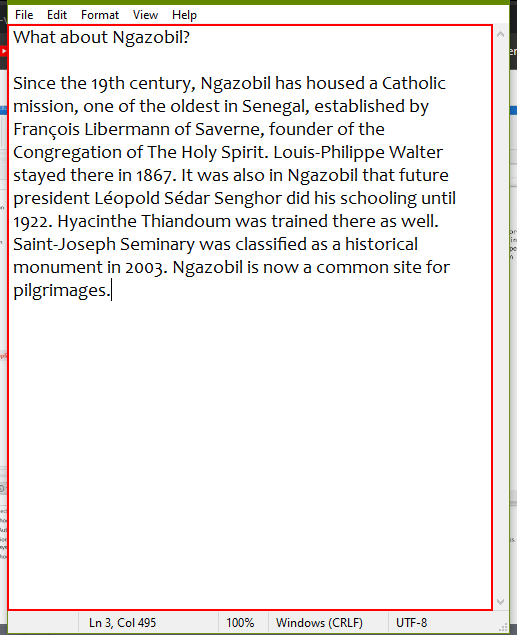 File Edit Format View Help
What about Ngazobil?
Since the 19th century, Ngazobil has housed a Catholic
mission, one of the oldest in Senegal, established by
François Libermann of Saverne, founder of the
Congregation of The Holy Spirit. Louis-Philippe Walter
stayed there in 1867. It was also in Ngazobil that future
president Léopold Sédar Senghor did his schooling until
1922. Hyacinthe Thiandoum was trained there as well.
Saint-Joseph Seminary was classified as a historical
monument in 2003. Ngazobil is now a common site for
pilgrimages.
Ln 3, Col 495 100% Windows (CRLF) UTF-8